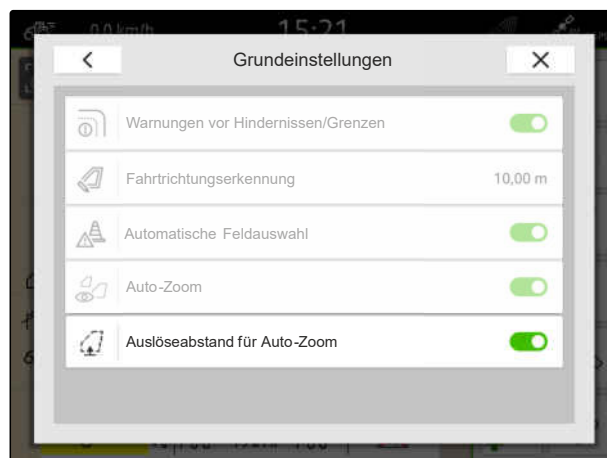 0,0 km/h 15:21
Grundeinstellungen
Warnungen vor Hindernissen/Grenzen
Fahrtrichtungserkennung 10,00 m
Automatische Feldauswahl
Auto-Zoom
Auslöseabstand für Auto-Zoom